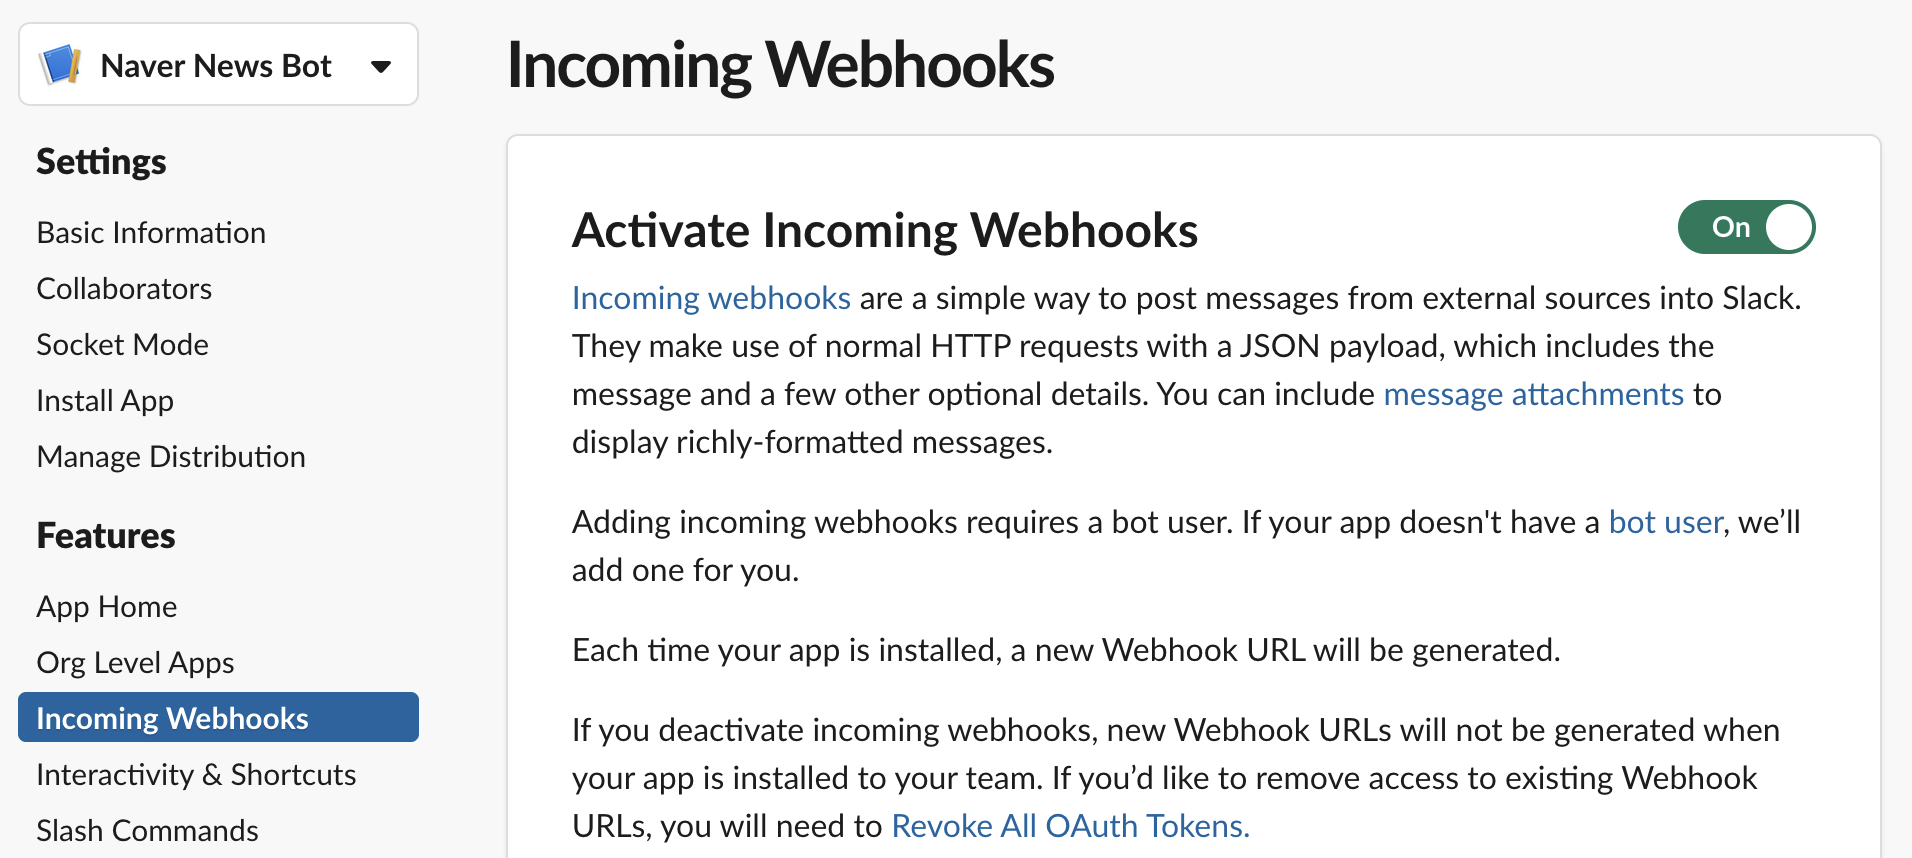 Naver News Bot
Settings
Basic Information
Collaborators
Socket Mode
Install App
Manage Distribution
Features
App Home
Org Level Apps
Incoming Webhooks
Interactivity & Shortcuts
Slash Commands
Incoming Webhooks
Activate Incoming Webhooks
On
Incoming webhooks are a simple way to post messages from external sources into Slack.
They make use of normal HTTP requests with a JSON payload, which includes the
message and a few other optional details. You can include message attachments to
display richly-formatted messages.
Adding incoming webhooks requires a bot user. If your app doesn't have a bot user, we’ll
add one for you.
Each time your app is installed, a new Webhook URL will be generated.
If you deactivate incoming webhooks, new Webhook URLs will not be generated when
your app is installed to your team. If you’d like to remove access to existing Webhook
URLs, you will need to Revoke All OAuth Tokens.